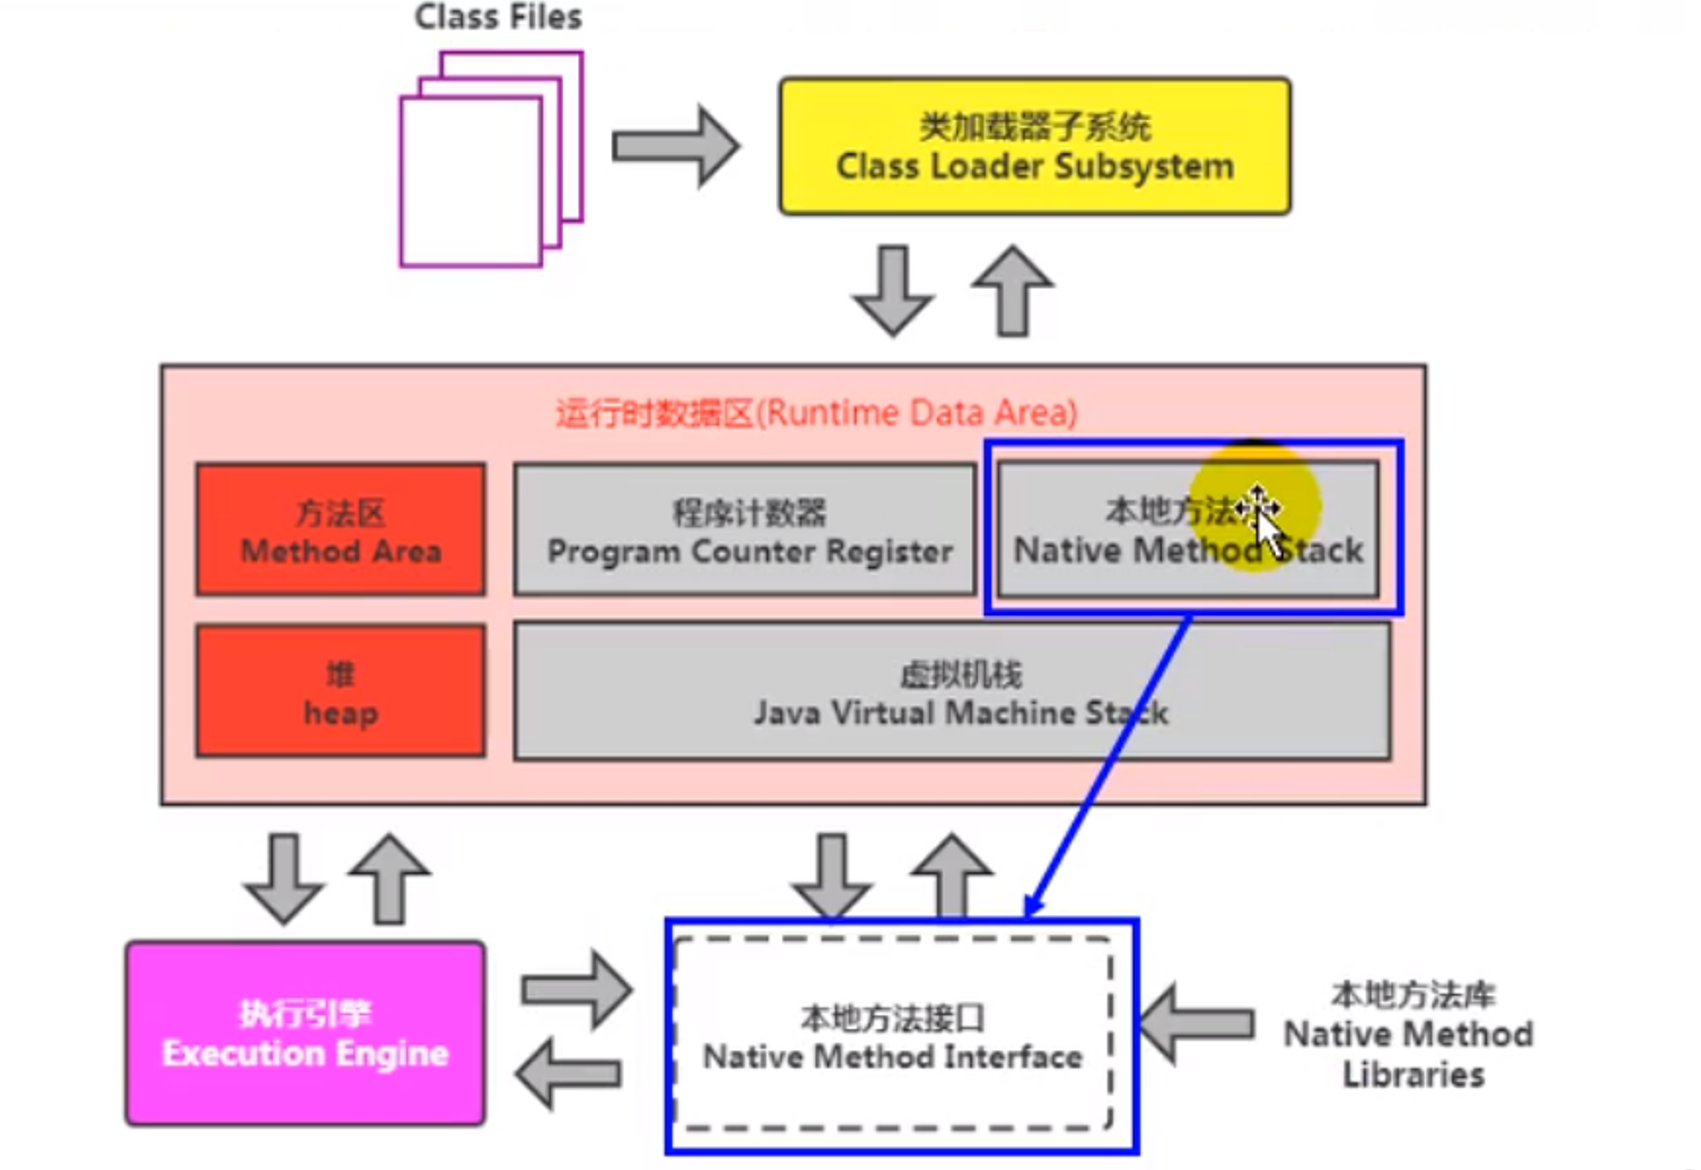 Class Files
类加载器子系统
Class Loader Subsystem
运行时数据区(Runtime Data Area)
方法区
Method Area
程序计数器
Program Counter Register
本地方法
Native Method Stack
堆
heap
虚拟机栈
Java Virtual Machine Stack
执行引擎
Execution Engine
本地方法接口
Native Method Interface
本地方法库
Native Method
Libraries